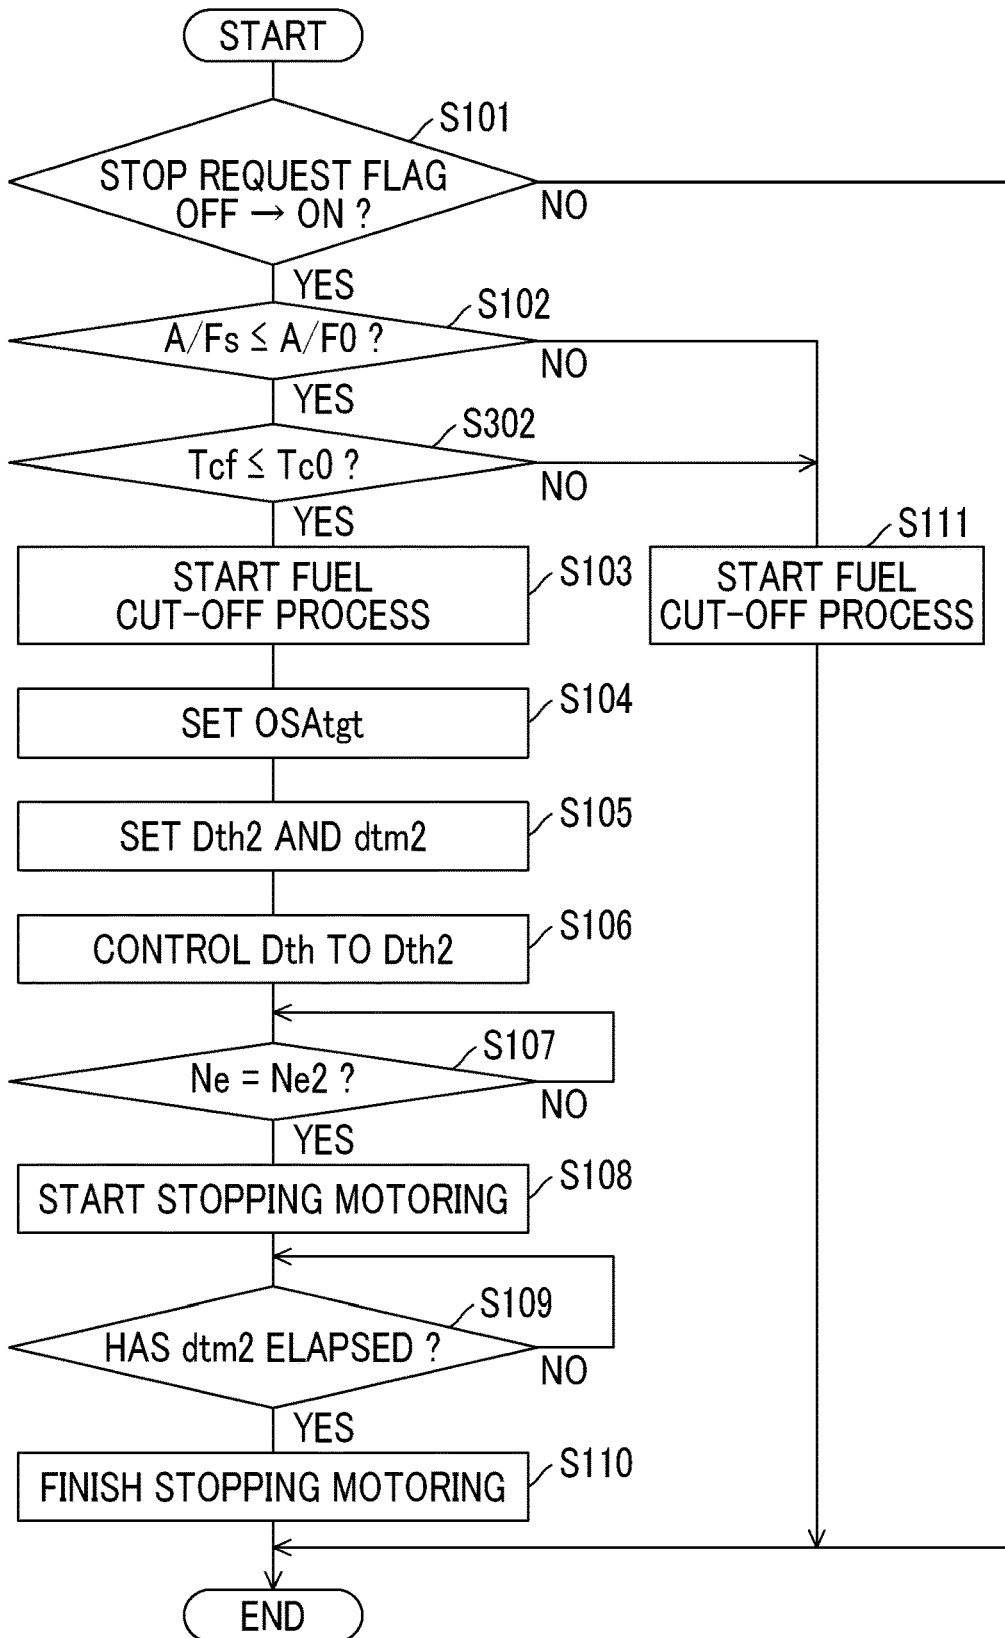 START
S101
STOP REQUEST FLAG
OFF → ON ?
NO
YES
S102
A/Fs ≤ A/F0 ?
NO
YES
S302
Tcf ≤ Tc0 ?
NO
YES
S103
START FUEL
CUT-OFF PROCESS
S111
START FUEL
CUT-OFF PROCESS
S104
SET OSAtgt
S105
SET Dth2 AND dtm2
S106
CONTROL Dth TO Dth2
S107
Ne = Ne2 ?
NO
YES
S108
START STOPPING MOTORING
S109
HAS dtm2 ELAPSED ?
NO
YES
S110
FINISH STOPPING MOTORING
END